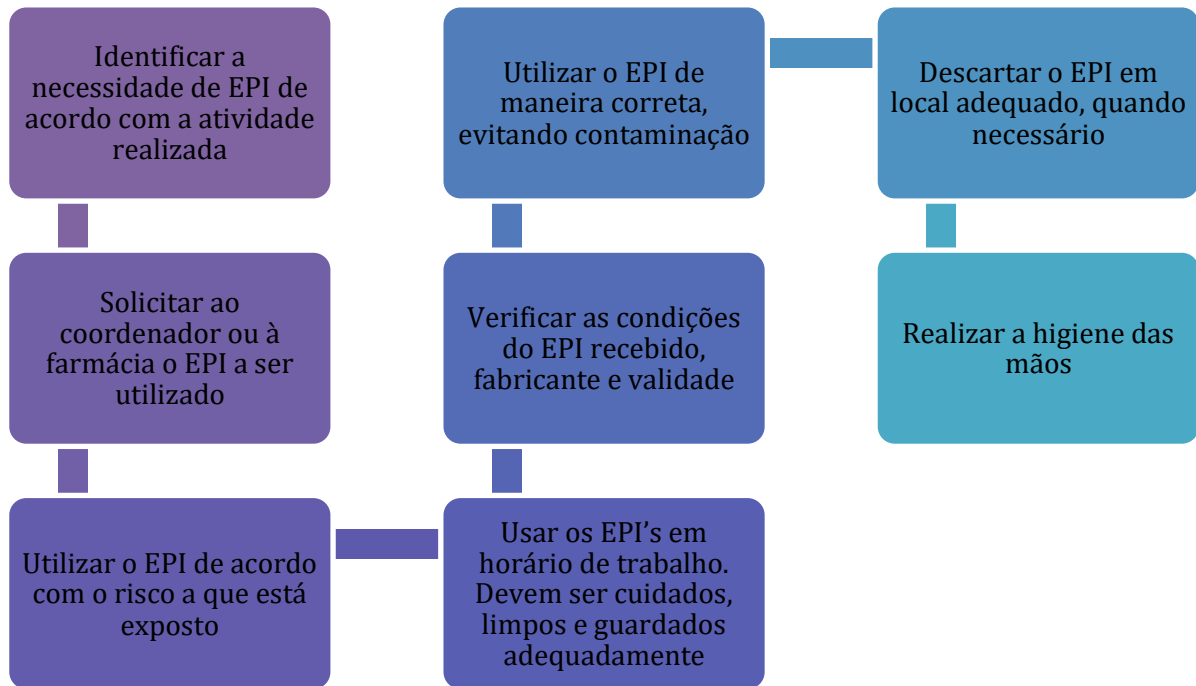 Identificar a
necessidade de EPI de
acordo com a atividade
realizada
Solicitar ao
coordenador ou à
farmácia o EPI a ser
utilizado
Utilizar o EPI de acordo
com o risco a que está
exposto
Usar os EPI’s em
horário de trabalho.
Devem ser cuidados,
limpos e guardados
adequadamente
Verificar as condições
do EPI recebido,
fabricante e validade
Utilizar o EPI de
maneira correta,
evitando contaminação
Descartar o EPI em
local adequado, quando
necessário
Realizar a higiene das
mãos